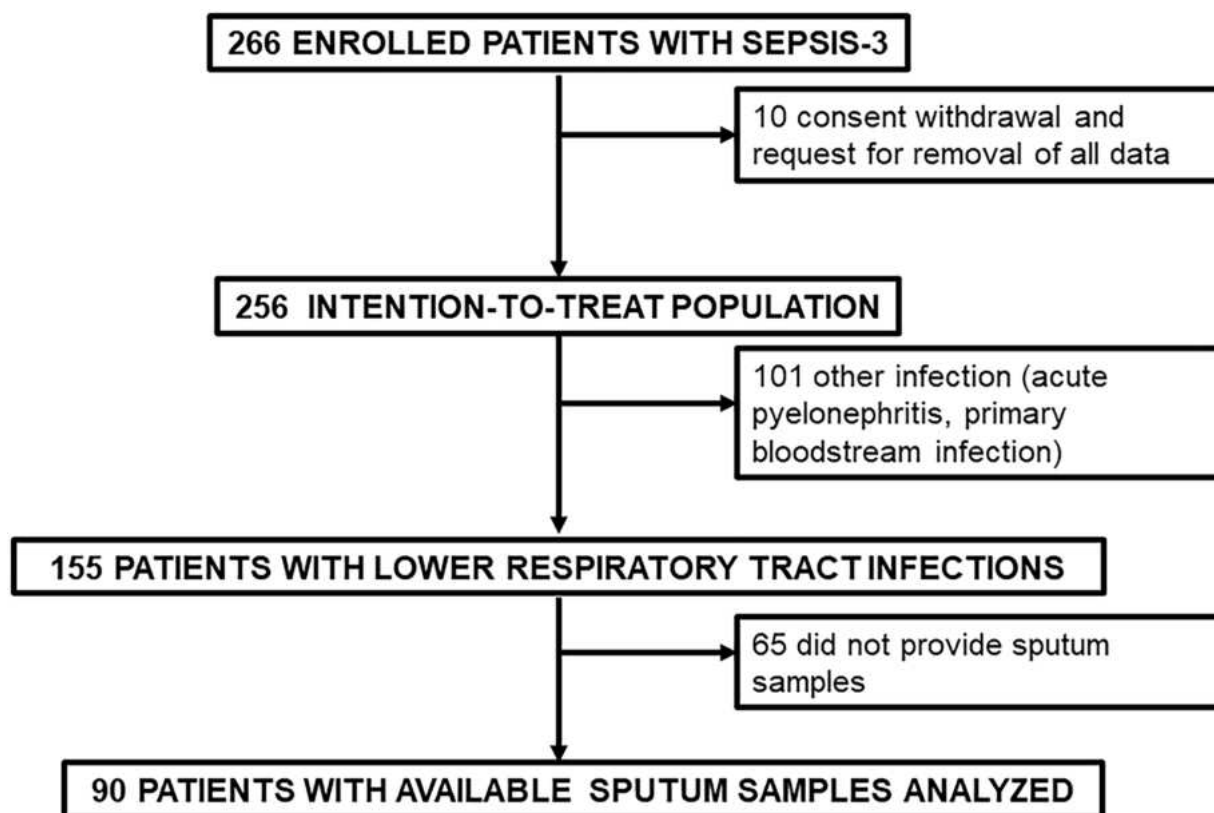 266 ENROLLED PATIENTS WITH SEPSIS-3
10 consent withdrawal and
request for removal of all data
256 INTENTION-TO-TREAT POPULATION
101 other infection (acute
pyelonephritis, primary
bloodstream infection)
155 PATIENTS WITH LOWER RESPIRATORY TRACT INFECTIONS
65 did not provide sputum
samples
90 PATIENTS WITH AVAILABLE SPUTUM SAMPLES ANALYZED